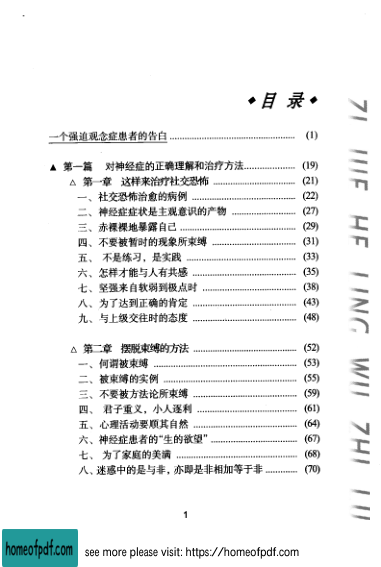 ◆目 录◆
一个强迫观念症患者的告白 (1)
▲ 第一篇 对神经症的正确理解和治疗方法 (19)
△ 第一章 这样来治疗社交恐怖 (21)
一、社交恐怖治愈的病例 (22)
二、神经症症状是主观意识的产物 (27)
三、赤裸裸地暴露自己 (29)
四、不要被暂时的现象所束缚 (31)
五、不是练习，是实践 (33)
六、怎样才能与人有共感 (35)
七、坚强来自软弱到极点时 (38)
八、为了达到正确的肯定 (43)
九、与上级交往时的态度 (48)
△ 第二章 摆脱束缚的方法 (52)
一、何谓被束缚 (53)
二、被束缚的实例 (55)
三、不要被方法论所束缚 (59)
四、君子重义，小人逐利 (61)
五、心理活动要顺其自然 (64)
六、神经症患者的“生的欲望” (67)
七、为了家庭的美满 (68)
八、迷惑中的是与非，亦即是非相加等于非 (70)
1
homeofpdf.com
see more please visit: https://homeofpdf.com